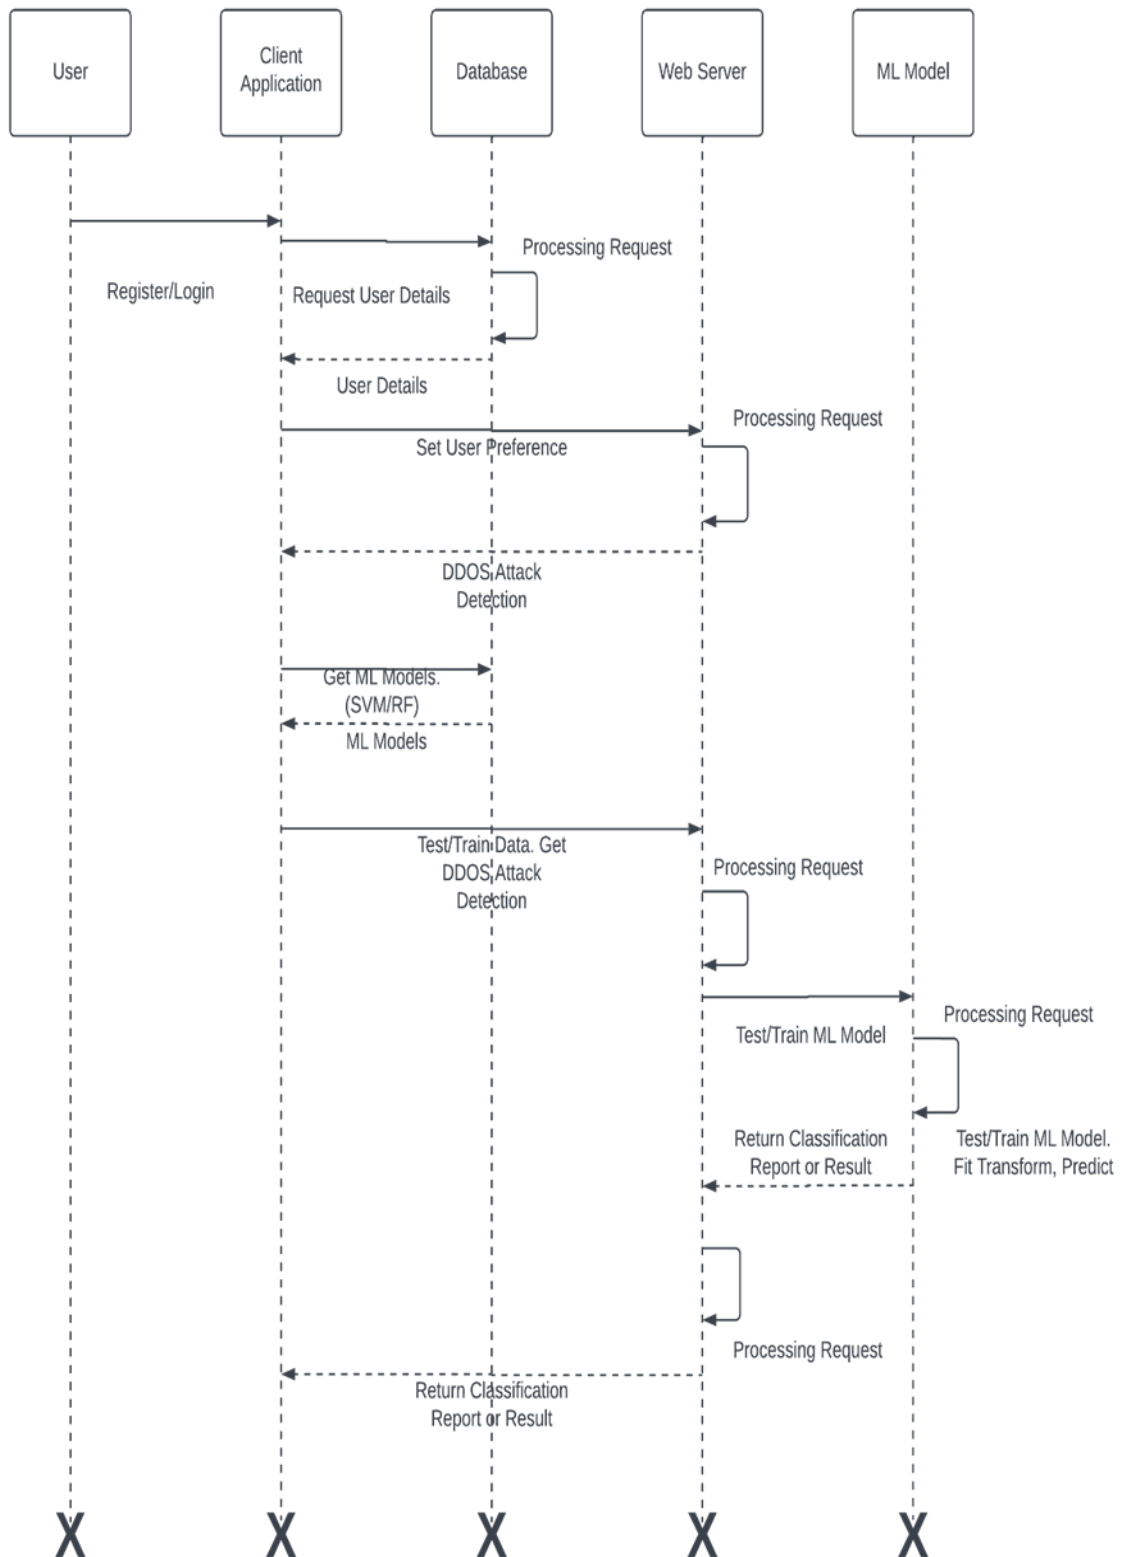 User
Client
Application
Database
Web Server
ML Model
Processing Request
Register/Login
Request User Details
User Details
Processing Request
Set User Preference
DDOS Attack
Detection
Get ML Models.
(SVM/RF)
ML Models
Test/Train Data. Get
DDOS Attack
Detection
Processing Request
Processing Request
Test/Train ML Model
Return Classification
Report or Result
Test/Train ML Model.
Fit Transform, Predict
Processing Request
Return Classification
Report or Result